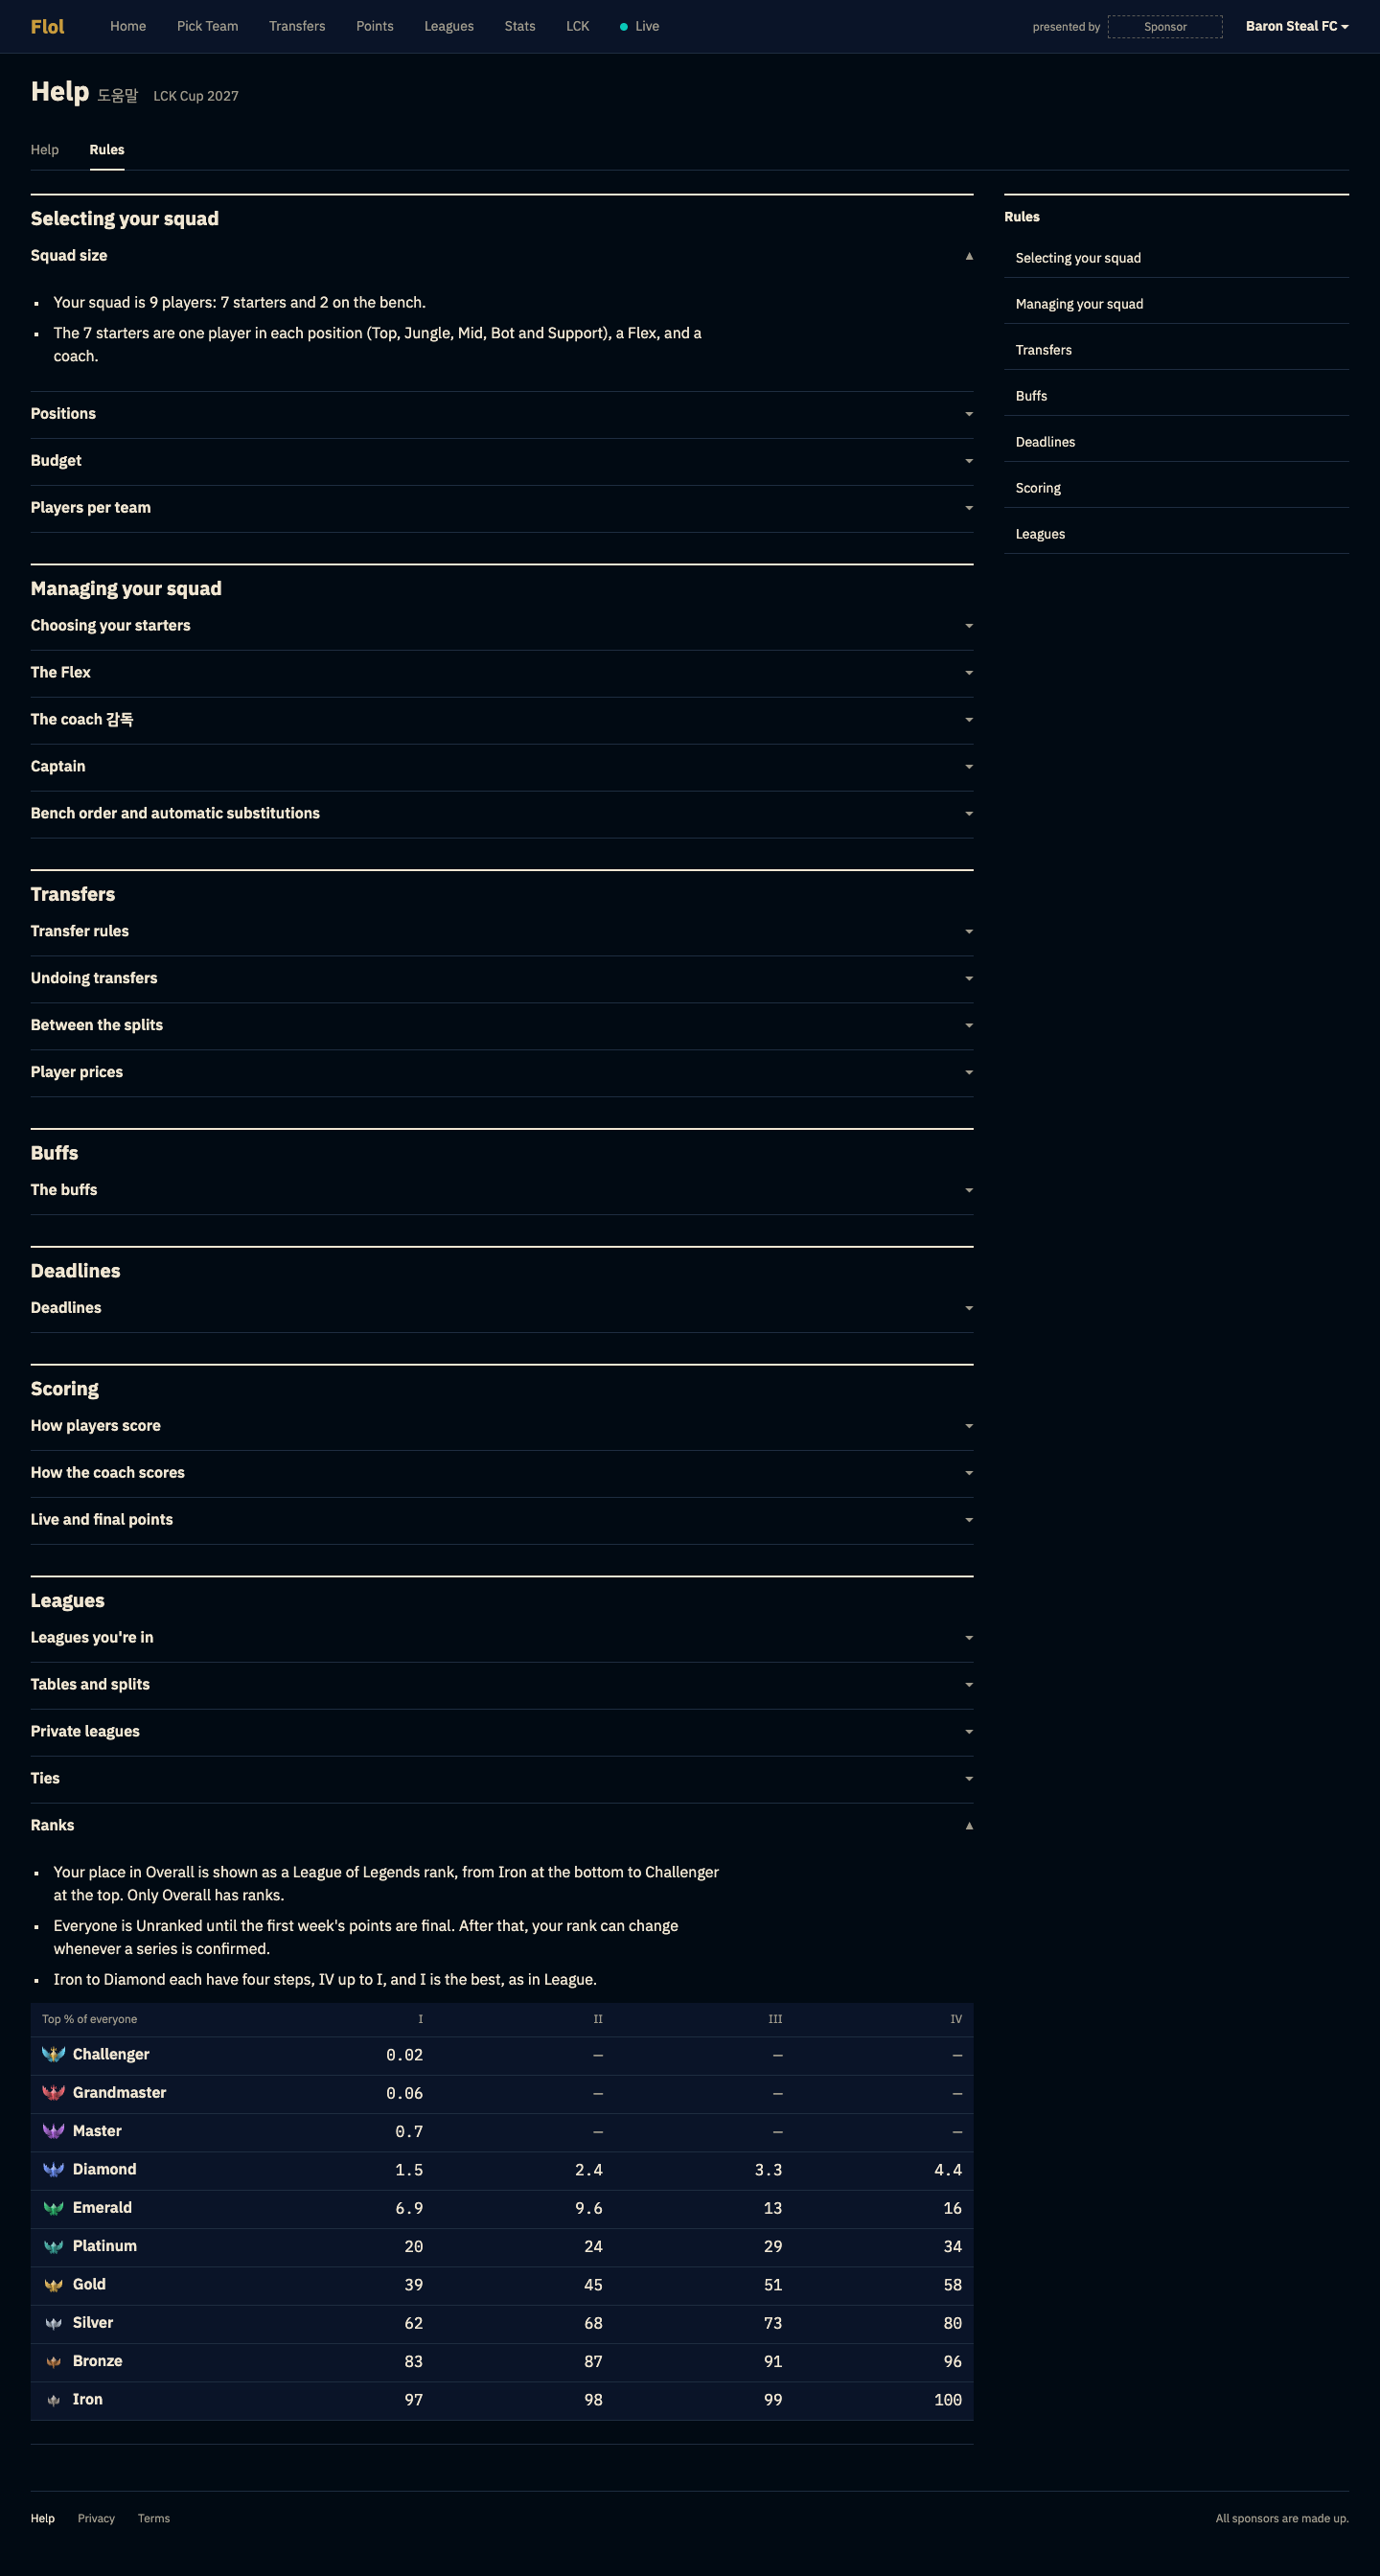 Flol Home Pick Team Transfers Points Leagues Stats LCK Live presented by Sponsor Baron Steal FC
Help 도움말 LCK Cup 2027
Help Rules
Selecting your squad
Squad size
Your squad is 9 players: 7 starters and 2 on the bench.
The 7 starters are one player in each position (Top, Jungle, Mid, Bot and Support), a Flex, and a
coach.
Positions
Budget
Players per team
Managing your squad
Choosing your starters
The Flex
The coach 감독
Captain
Bench order and automatic substitutions
Transfers
Transfer rules
Undoing transfers
Between the splits
Player prices
Buffs
The buffs
Deadlines
Deadlines
Scoring
How players score
How the coach scores
Live and final points
Leagues
Leagues you're in
Tables and splits
Private leagues
Ties
Ranks
Your place in Overall is shown as a League of Legends rank, from Iron at the bottom to Challenger
at the top. Only Overall has ranks.
Everyone is Unranked until the first week's points are final. After that, your rank can change
whenever a series is confirmed.
Iron to Diamond each have four steps, IV up to I, and I is the best, as in League.
Top % of everyone I II III IV
Challenger 0.02 – – –
Grandmaster 0.06 – – –
Master 0.7 – – –
Diamond 1.5 2.4 3.3 4.4
Emerald 6.9 9.6 13 16
Platinum 20 24 29 34
Gold 39 45 51 58
Silver 62 68 73 80
Bronze 83 87 91 96
Iron 97 98 99 100
Rules
Selecting your squad
Managing your squad
Transfers
Buffs
Deadlines
Scoring
Leagues
Help Privacy Terms All sponsors are made up.